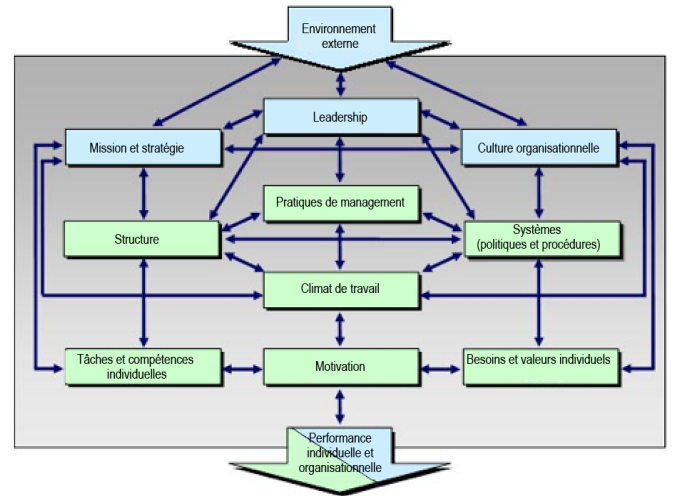 Environnement
externe
Leadership
Mission et stratégie
Culture organisationnelle
Pratiques de management
Structure
Systèmes
(politiques et procédures)
Climat de travail
Tâches et compétences
individuelles
Motivation
Besoins et valeurs individuels
Performance
individuelle et
organisationnelle